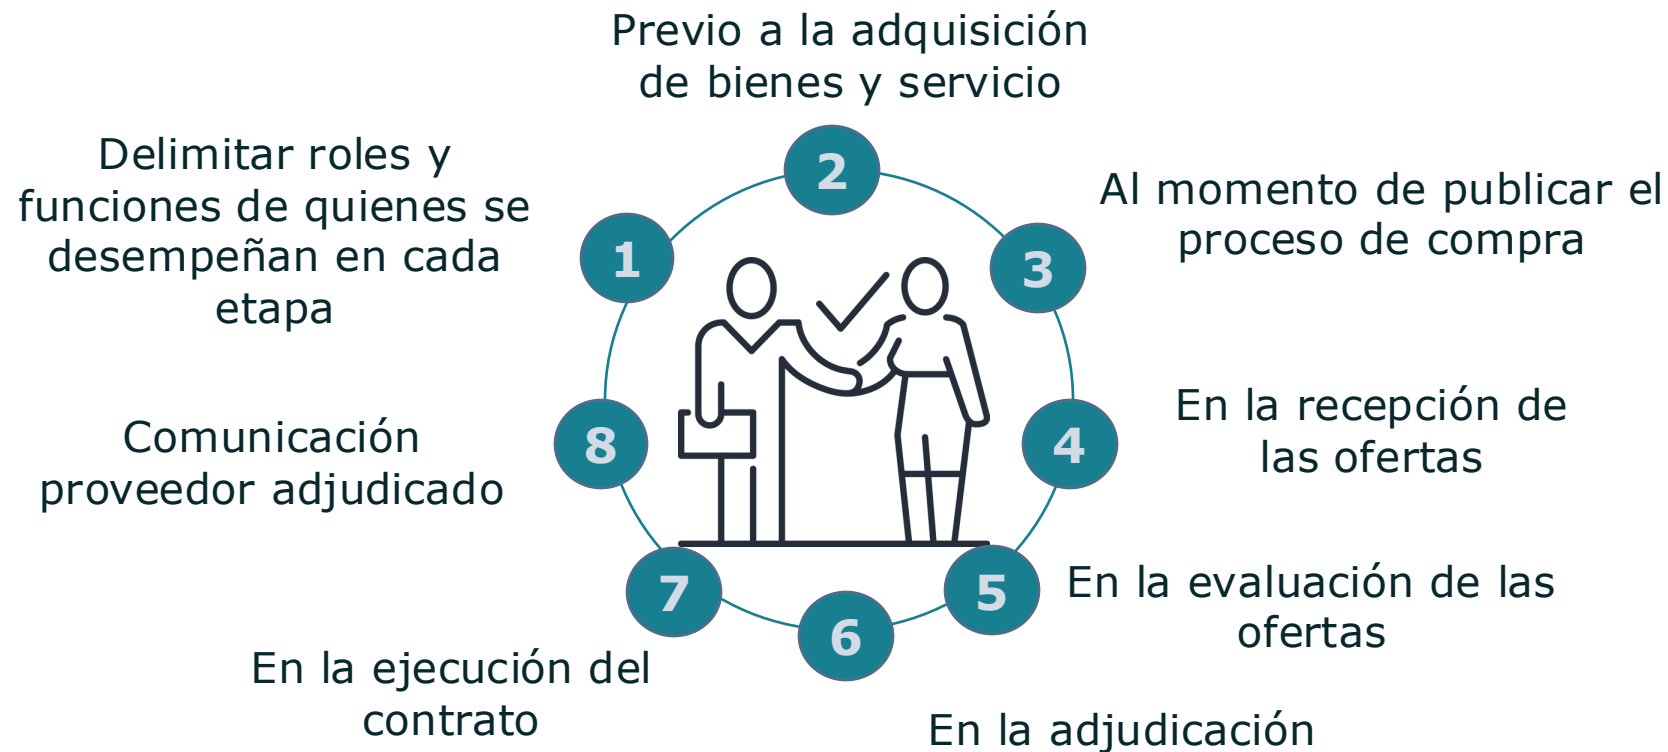 Previo a la adquisición
de bienes y servicio
Delimitar roles y
funciones de quienes se
desempeñan en cada
etapa
Al momento de publicar el
proceso de compra
2
1
3
En la recepción de
las ofertas
Comunicación
proveedor adjudicado
8
4
En la evaluación de las
ofertas
7
5
6
En la ejecución del
contrato
En la adjudicación